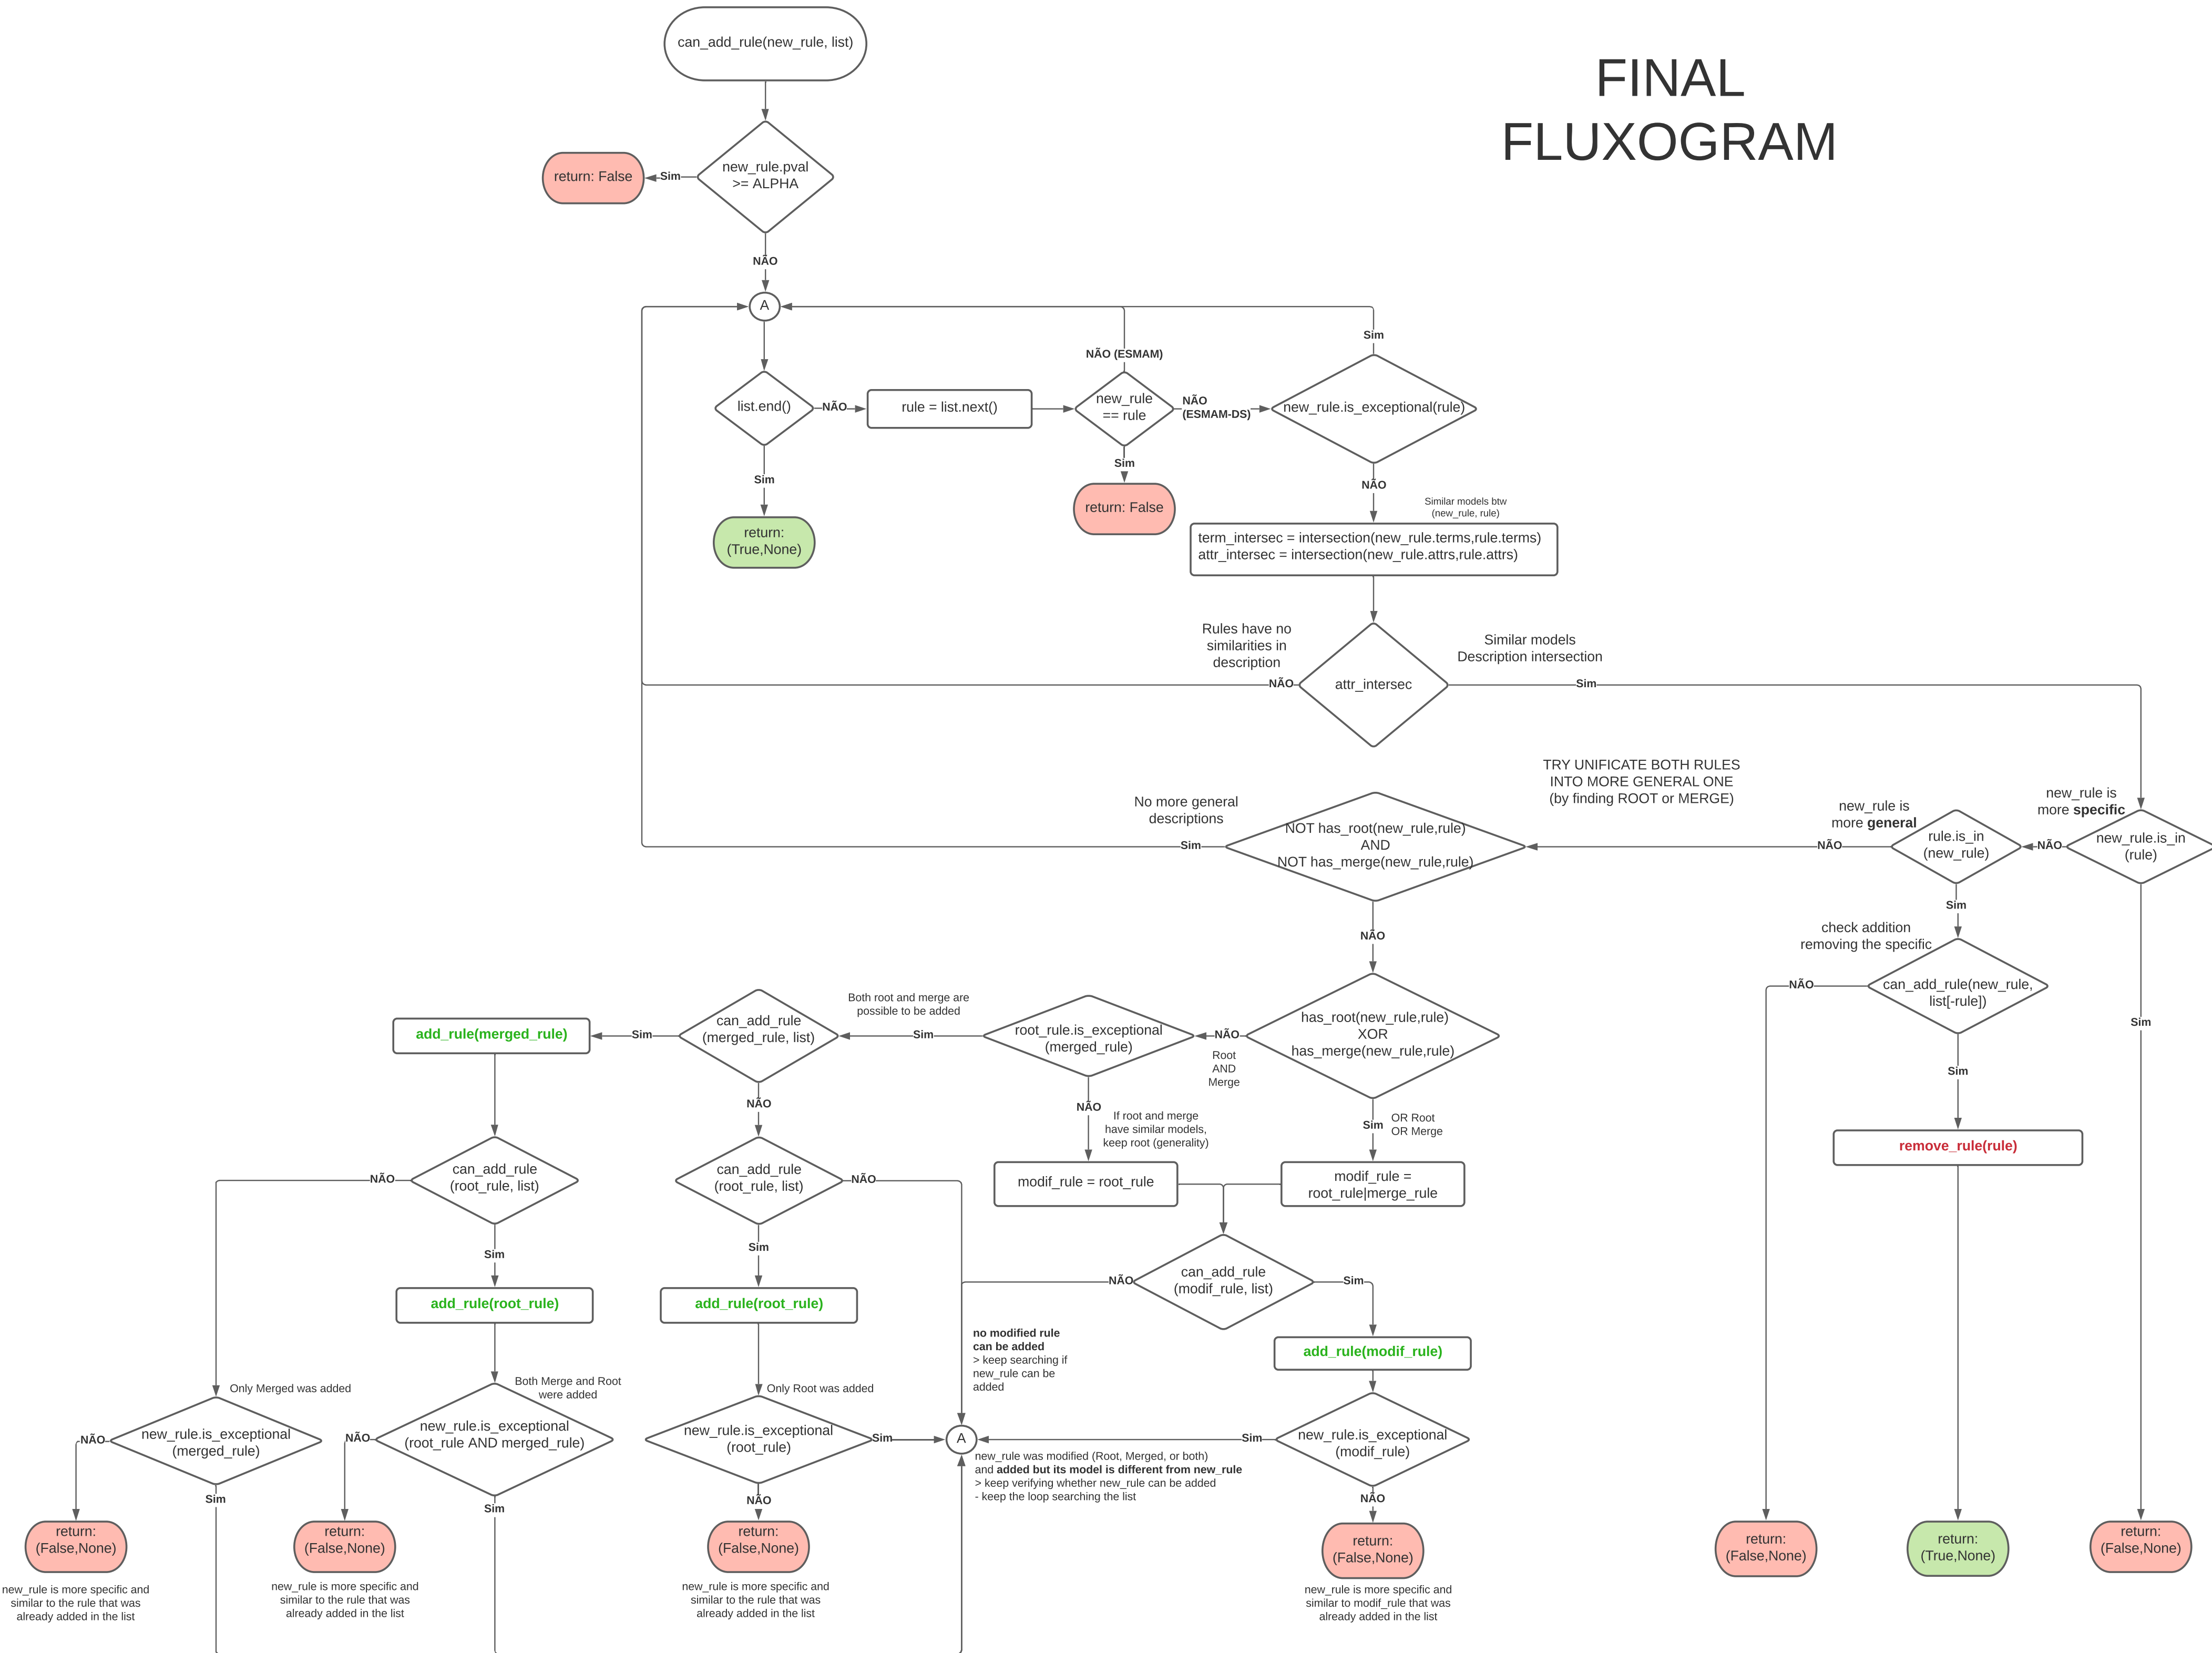 can_add_rule(new_rule, list)
FINAL
FLUXOGRAM
new_rule.pval
>= ALPHA
Sim
return: False
NÃO
A
Sim
NÃO (ESMAM)
list.end()
NÃO
rule = list.next()
new_rule
== rule
NÃO
(ESMAM-DS)
new_rule.is_exceptional(rule)
Sim
Sim
NÃO
return:
(True,None)
return: False
Similar models btw
(new_rule, rule)
term_intersec = intersection(new_rule.terms,rule.terms)
attr_intersec = intersection(new_rule.attrs,rule.attrs)
Rules have no
similarities in
description
Similar models
Description intersection
NÃO
attr_intersec
Sim
TRY UNIFICATE BOTH RULES
INTO MORE GENERAL ONE
(by finding ROOT or MERGE)
No more general
descriptions
new_rule is
more general
new_rule is
more specific
Sim
NOT has_root(new_rule,rule)
AND
NOT has_merge(new_rule,rule)
NÃO
rule.is_in
(new_rule)
NÃO
new_rule.is_in
(rule)
Sim
NÃO
check addition
removing the specific
NÃO
can_add_rule(new_rule,
list[-rule])
Sim
Both root and merge are
possible to be added
add_rule(merged_rule)
Sim
can_add_rule
(merged_rule, list)
Sim
root_rule.is_exceptional
(merged_rule)
NÃO
Root
AND
Merge
has_root(new_rule,rule)
XOR
has_merge(new_rule,rule)
Sim
NÃO
NÃO
If root and merge
have similar models,
keep root (generality)
Sim
OR Root
OR Merge
remove_rule(rule)
NÃO
can_add_rule
(root_rule, list)
can_add_rule
(root_rule, list)
NÃO
modif_rule = root_rule
modif_rule =
root_rule|merge_rule
Sim
Sim
NÃO
can_add_rule
(modif_rule, list)
Sim
add_rule(root_rule)
add_rule(root_rule)
no modified rule
can be added
> keep searching if
new_rule can be
added
add_rule(modif_rule)
Only Merged was added
Both Merge and Root
were added
Only Root was added
NÃO
new_rule.is_exceptional
(merged_rule)
NÃO
new_rule.is_exceptional
(root_rule AND merged_rule)
new_rule.is_exceptional
(root_rule)
Sim
A
Sim
new_rule.is_exceptional
(modif_rule)
new_rule was modified (Root, Merged, or both)
and added but its model is different from new_rule
> keep verifying whether new_rule can be added
- keep the loop searching the list
Sim
Sim
NÃO
NÃO
return:
(False,None)
return:
(False,None)
return:
(False,None)
return:
(False,None)
return:
(False,None)
return:
(True,None)
return:
(False,None)
new_rule is more specific and
similar to the rule that was
already added in the list
new_rule is more specific and
similar to the rule that was
already added in the list
new_rule is more specific and
similar to the rule that was
already added in the list
new_rule is more specific and
similar to modif_rule that was
already added in the list